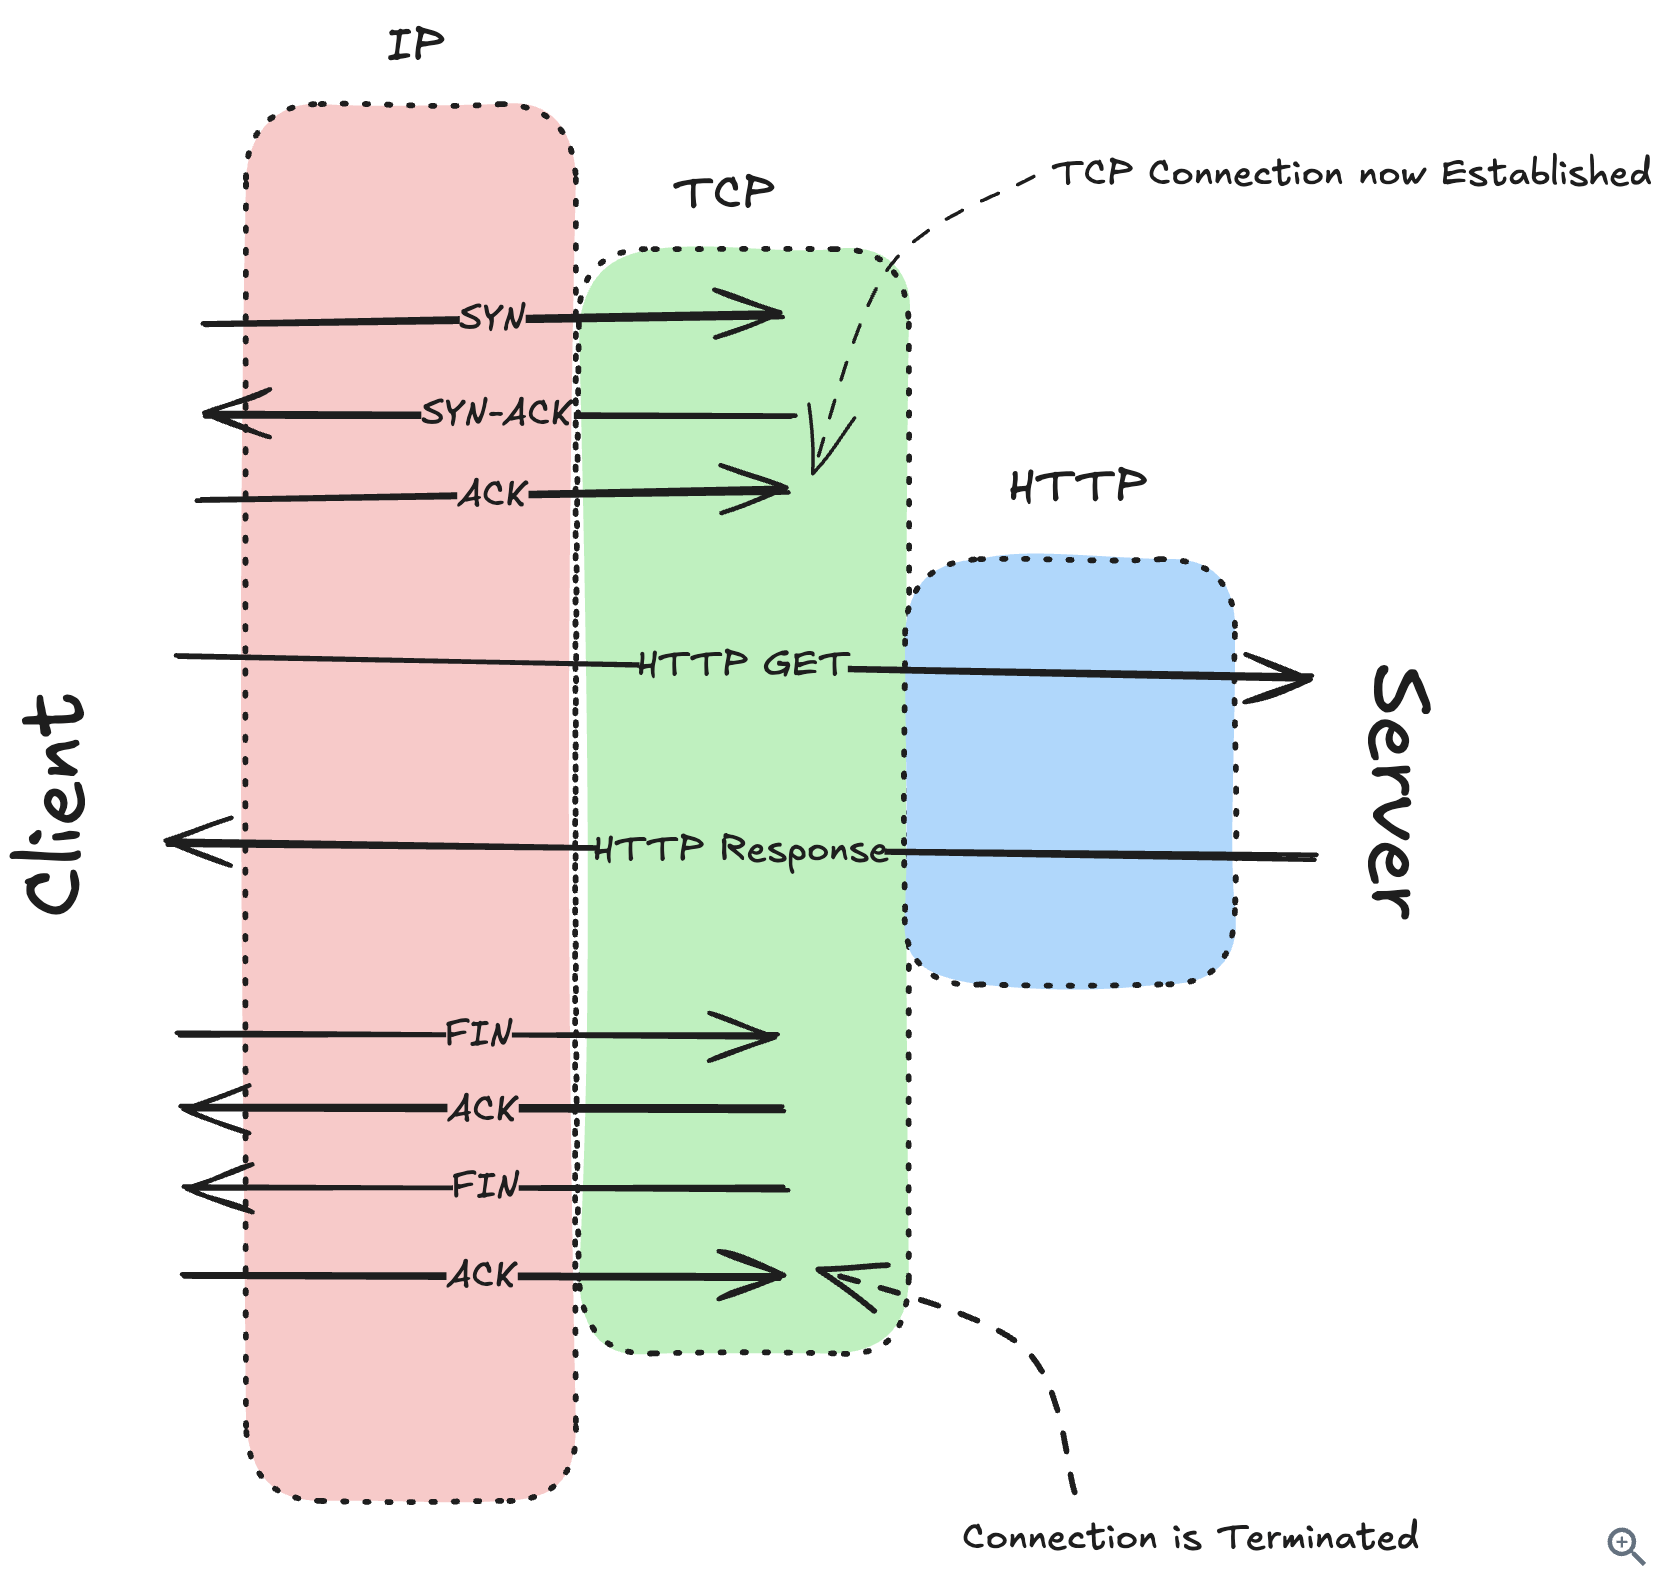 IP
TCP
TCP Connection now Established
SYN
SYN-ACK
ACK
HTTP
HTTP GET
Client
Server
HTTP Response
FIN
ACK
FIN
ACK
Connection is Terminated